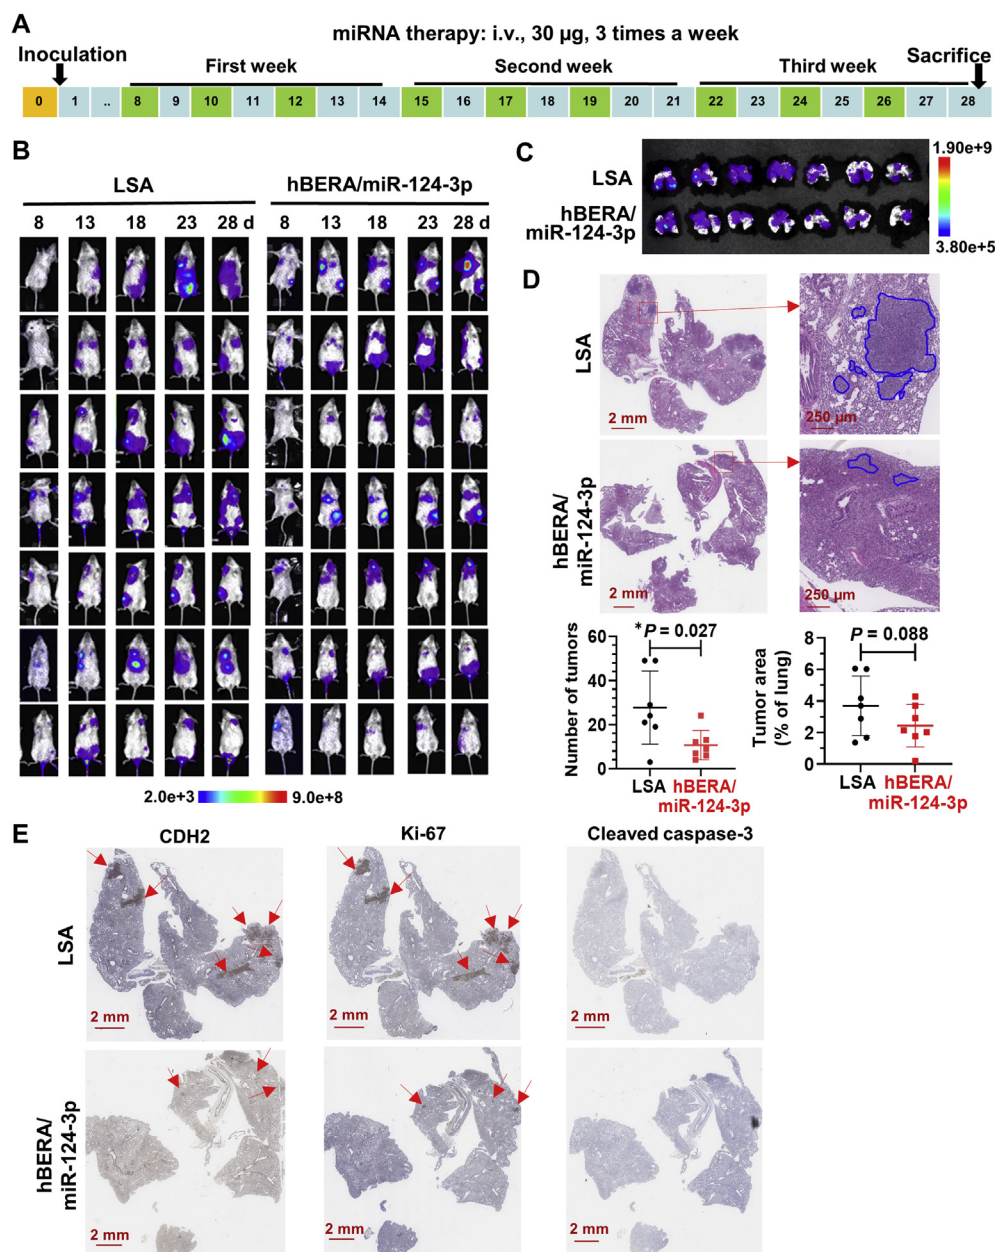 A
miRNA therapy: i.v., 30 µg, 3 times a week
Inoculation
First week
Second week
Third week
Sacrifice
0 1 .. 8 9 10 11 12 13 14 15 16 17 18 19 20 21 22 23 24 25 26 27 28
B
LSA hBERA/miR-124-3p
8 13 18 23 28 d 8 13 18 23 28 d
2.0e+3 9.0e+8
C
LSA
hBERA/
miR-124-3p
1.90e+9
3.80e+5
D
LSA
2 mm
250 µm
hBERA/
miR-124-3p
2 mm
250 µm
*P = 0.027
Number of tumors
60
40
20
0
LSA hBERA/
miR-124-3p
P = 0.088
Tumor area
(% of lung)
8
6
4
2
0
LSA hBERA/
miR-124-3p
E
CDH2 Ki-67 Cleaved caspase-3
LSA
2 mm 2 mm 2 mm
hBERA/
miR-124-3p
2 mm 2 mm 2 mm